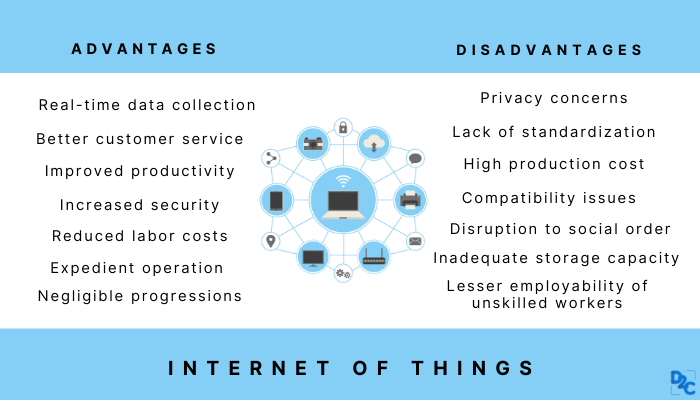 ADVANTAGES
Real-time data collection
Better customer service
Improved productivity
Increased security
Reduced labor costs
Expedient operation
Negligible progressions
DISADVANTAGES
Privacy concerns
Lack of standardization
High production cost
Compatibility issues
Disruption to social order
Inadequate storage capacity
Lesser employability of
unskilled workers
INTERNET OF THINGS
D2C